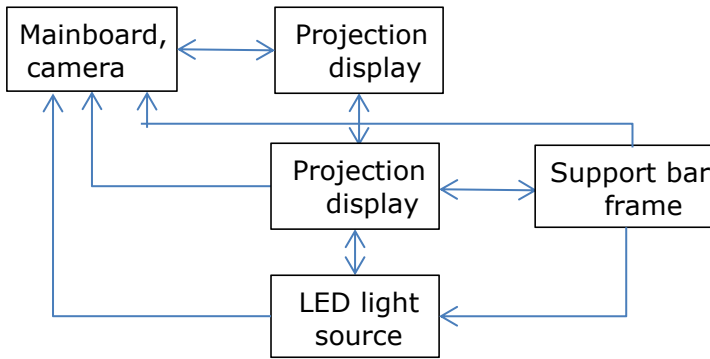 Mainboard,
camera
Projection
display
Projection
display
Support bar
frame
LED light
source